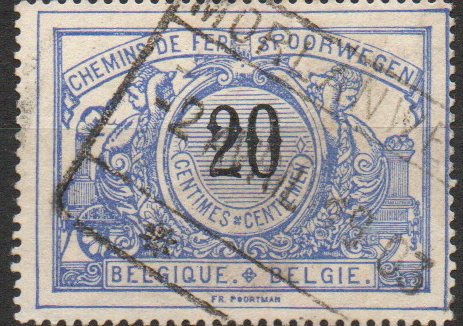 CHEMINS DE FER SPOORWEGEN
20
CENTIMES * CENTIEMEN
BELGIQUE. BELGIE.
FR. POORTMAN